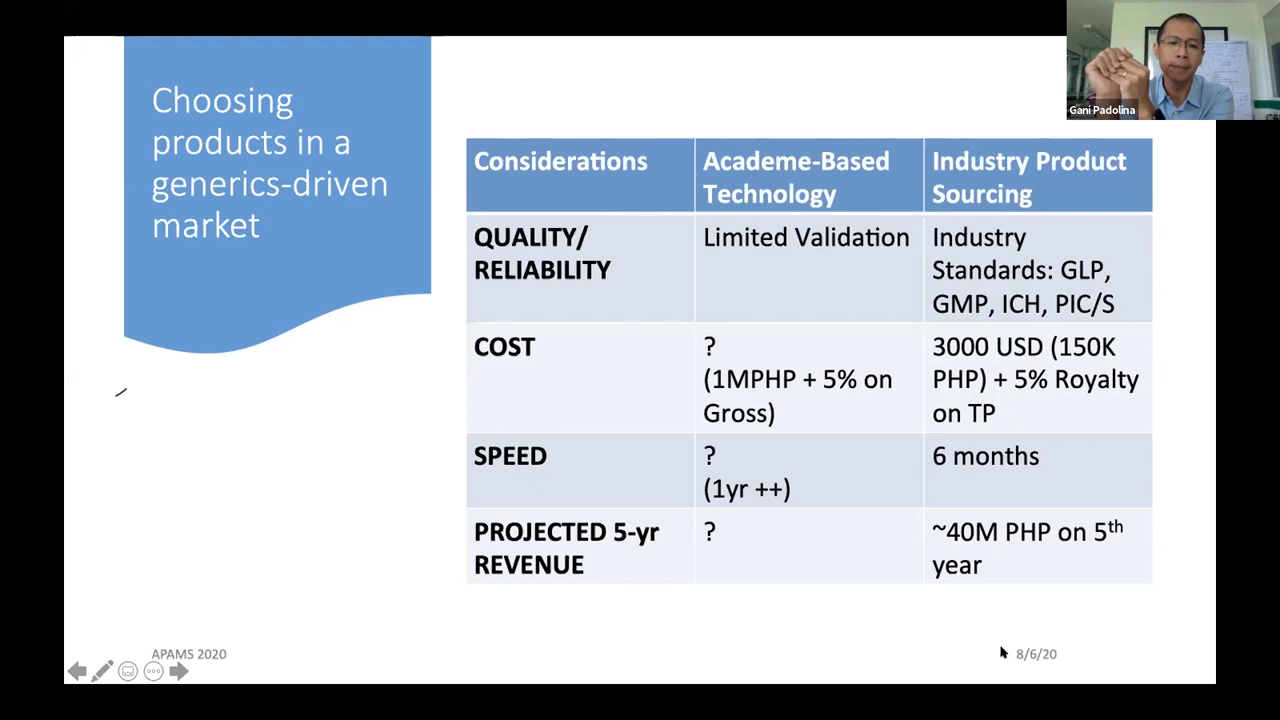 Choosing
products in a
generics-driven
market
Gani Padolina
Considerations
Academe-Based
Technology
Industry Product
Sourcing
QUALITY/
RELIABILITY
Limited Validation
Industry
Standards: GLP,
GMP, ICH, PIC/S
COST
?
(1MPHP + 5% on
Gross)
3000 USD (150K
PHP) + 5% Royalty
on TP
SPEED
?
(1yr ++)
6 months
PROJECTED 5-yr
REVENUE
?
~40M PHP on 5th
year
APAMS 2020
8/6/20